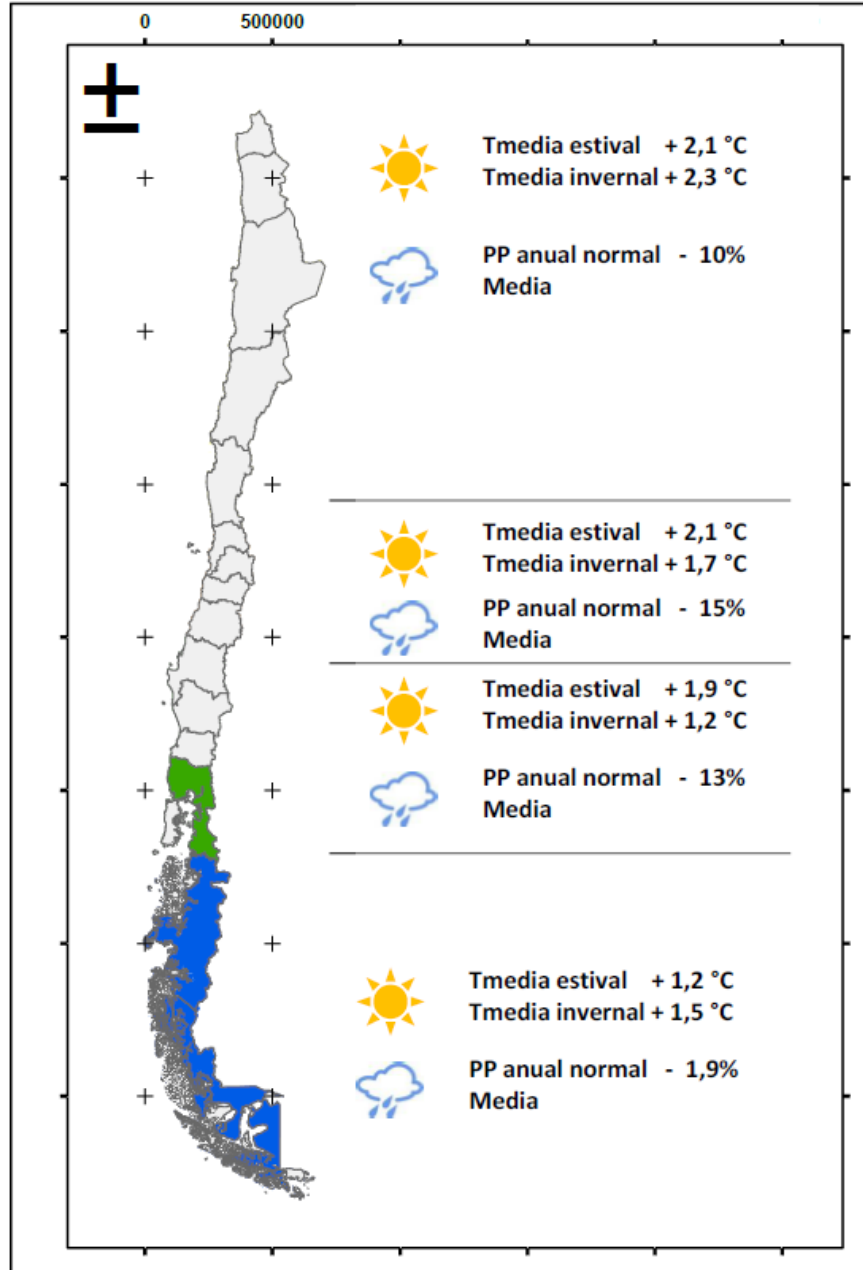 0 500000
Tmedia estival + 2,1 °C
Tmedia invernal + 2,3 °C
PP anual normal - 10%
Media
Tmedia estival + 2,1 °C
Tmedia invernal + 1,7 °C
PP anual normal - 15%
Media
Tmedia estival + 1,9 °C
Tmedia invernal + 1,2 °C
PP anual normal - 13%
Media
Tmedia estival + 1,2 °C
Tmedia invernal + 1,5 °C
PP anual normal - 1,9%
Media